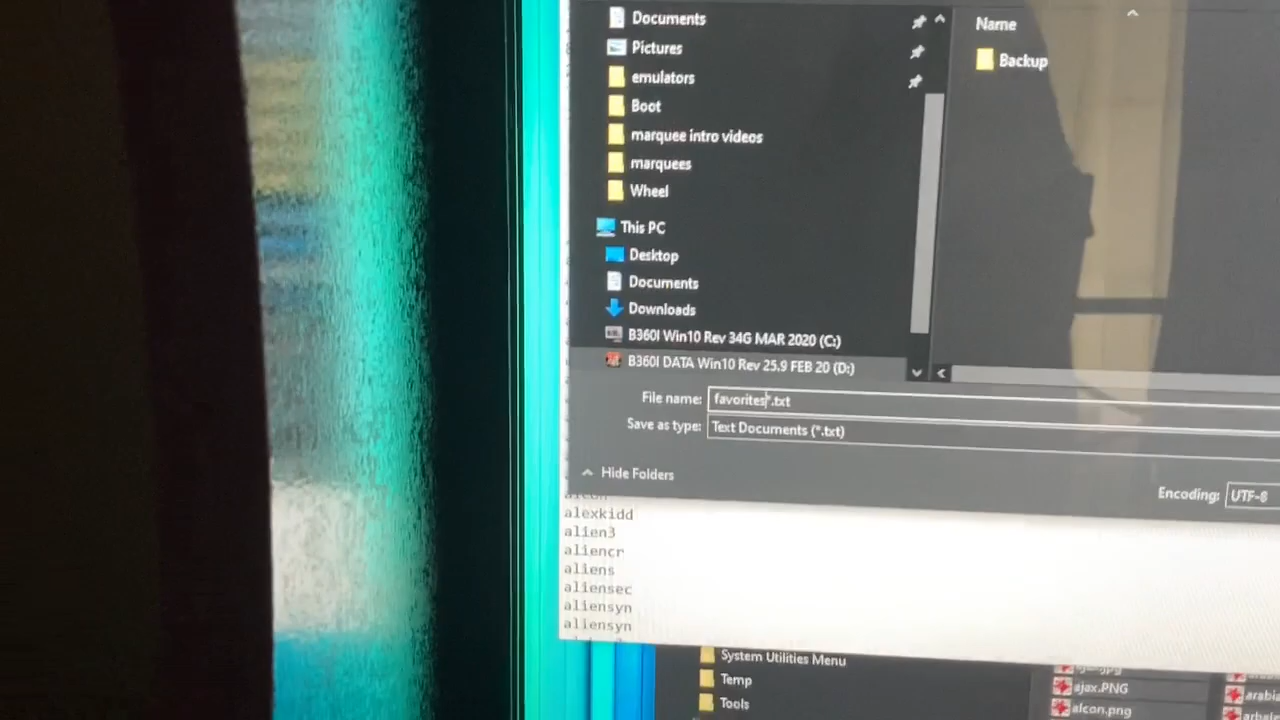 Documents
Name
Pictures
Backup
emulators
Boot
marquee intro videos
marquees
Wheel
This PC
Desktop
Documents
Downloads
B360I Win10 Rev 34G MAR 2020 (C:)
B360I DATA Win10 Rev 25.9 FEB 20 (D:)
File name: favorites*.txt
Save as type: Text Documents (*.txt)
Hide Folders
Encoding: UTF-8
alcon
alexkidd
alien3
aliencr
aliens
aliensec
aliensyn
aliensyn
System Utilities Menu
Temp
ajax.PNG
Tools
alcon.png